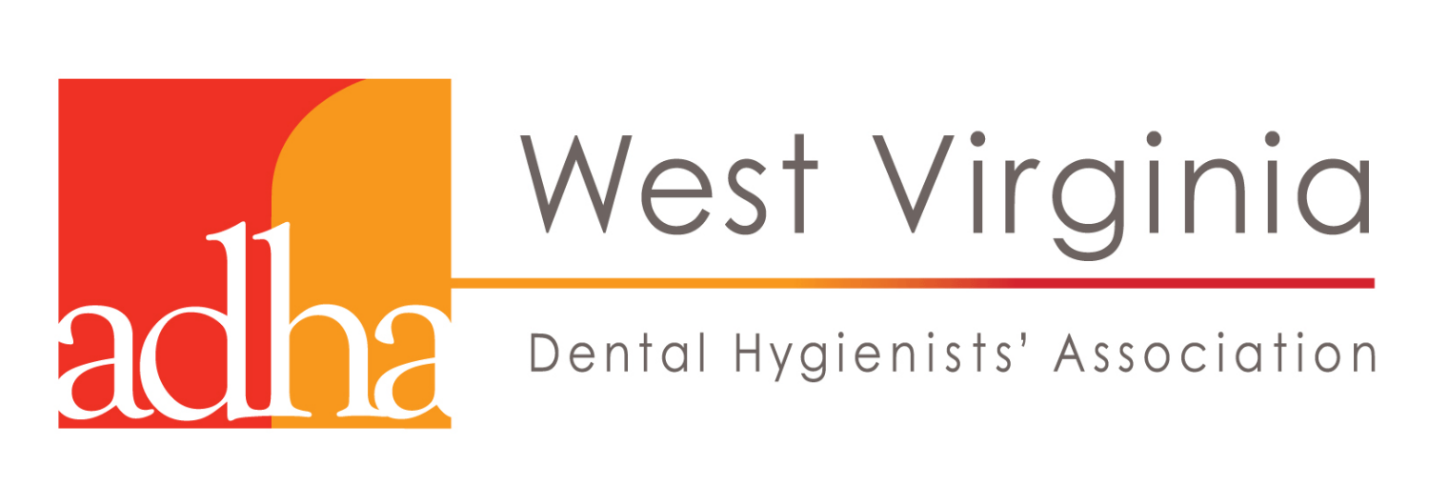 adha
West Virginia
Dental Hygienists’ Association